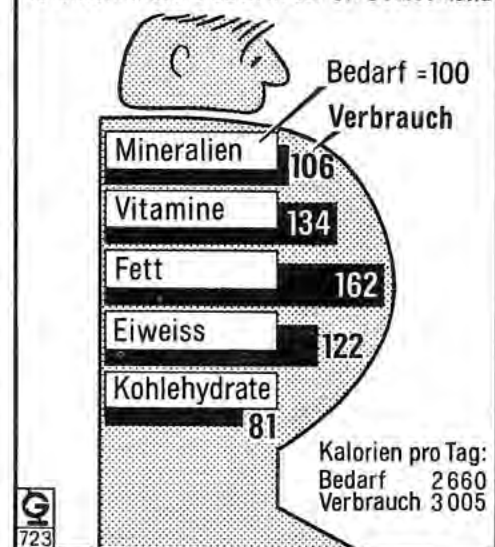 Bedarf =100
Verbrauch
Mineralien
106
Vitamine
134
Fett
162
Eiweiss
122
Kohlehydrate
81
Kalorien pro Tag:
Bedarf 2660
Verbrauch 3005
G
723